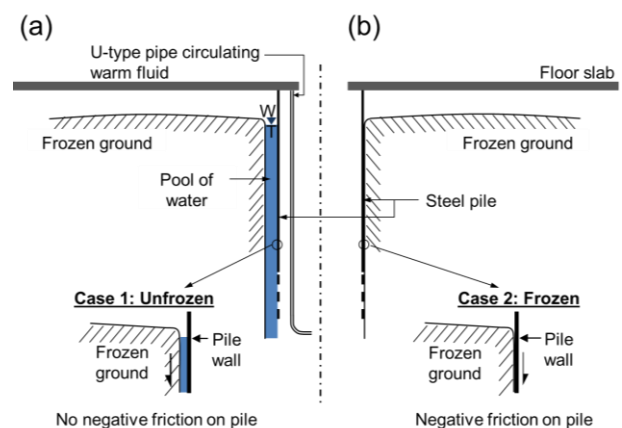 (a)
U-type pipe circulating
warm fluid
Frozen ground
W
T
Pool of
water
Case 1: Unfrozen
Frozen
ground
Pile
wall
No negative friction on pile
(b)
Floor slab
Frozen ground
Steel pile
Case 2: Frozen
Frozen
ground
Pile
wall
Negative friction on pile